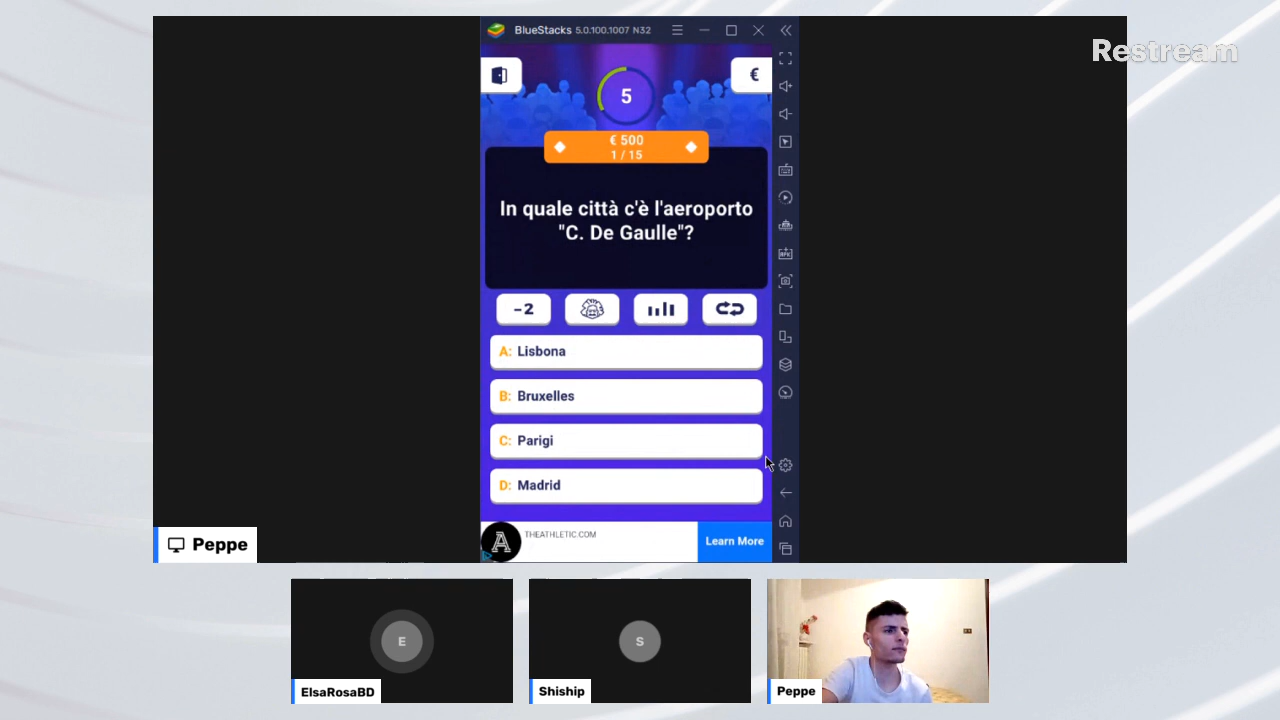 BlueStacks 5.0.100.1007 N32
Restream
€
5
€ 500
1 / 15
In quale città c'è l'aeroporto
"C. De Gaulle"?
-2
A: Lisbona
B: Bruxelles
C: Parigi
D: Madrid
A
THEATHLETIC.COM
Learn More
Peppe
E
S
ElsaRosaBD
Shiship
Peppe